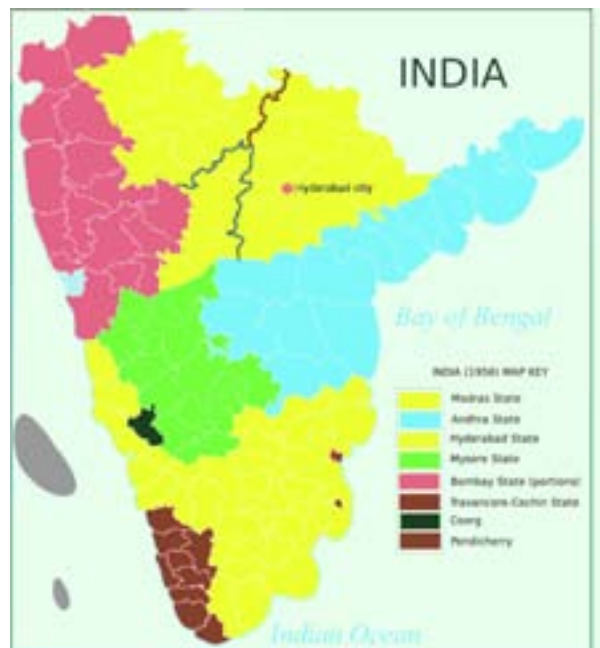 INDIA
Hyderabad city
Bay of Bengal
INDIA (1956) MAP KEY
Madras State
Andhra State
Hyderabad State
Mysore State
Bombay State (portions)
Travancore-Cochin State
Coorg
Pondicherry
Indian Ocean